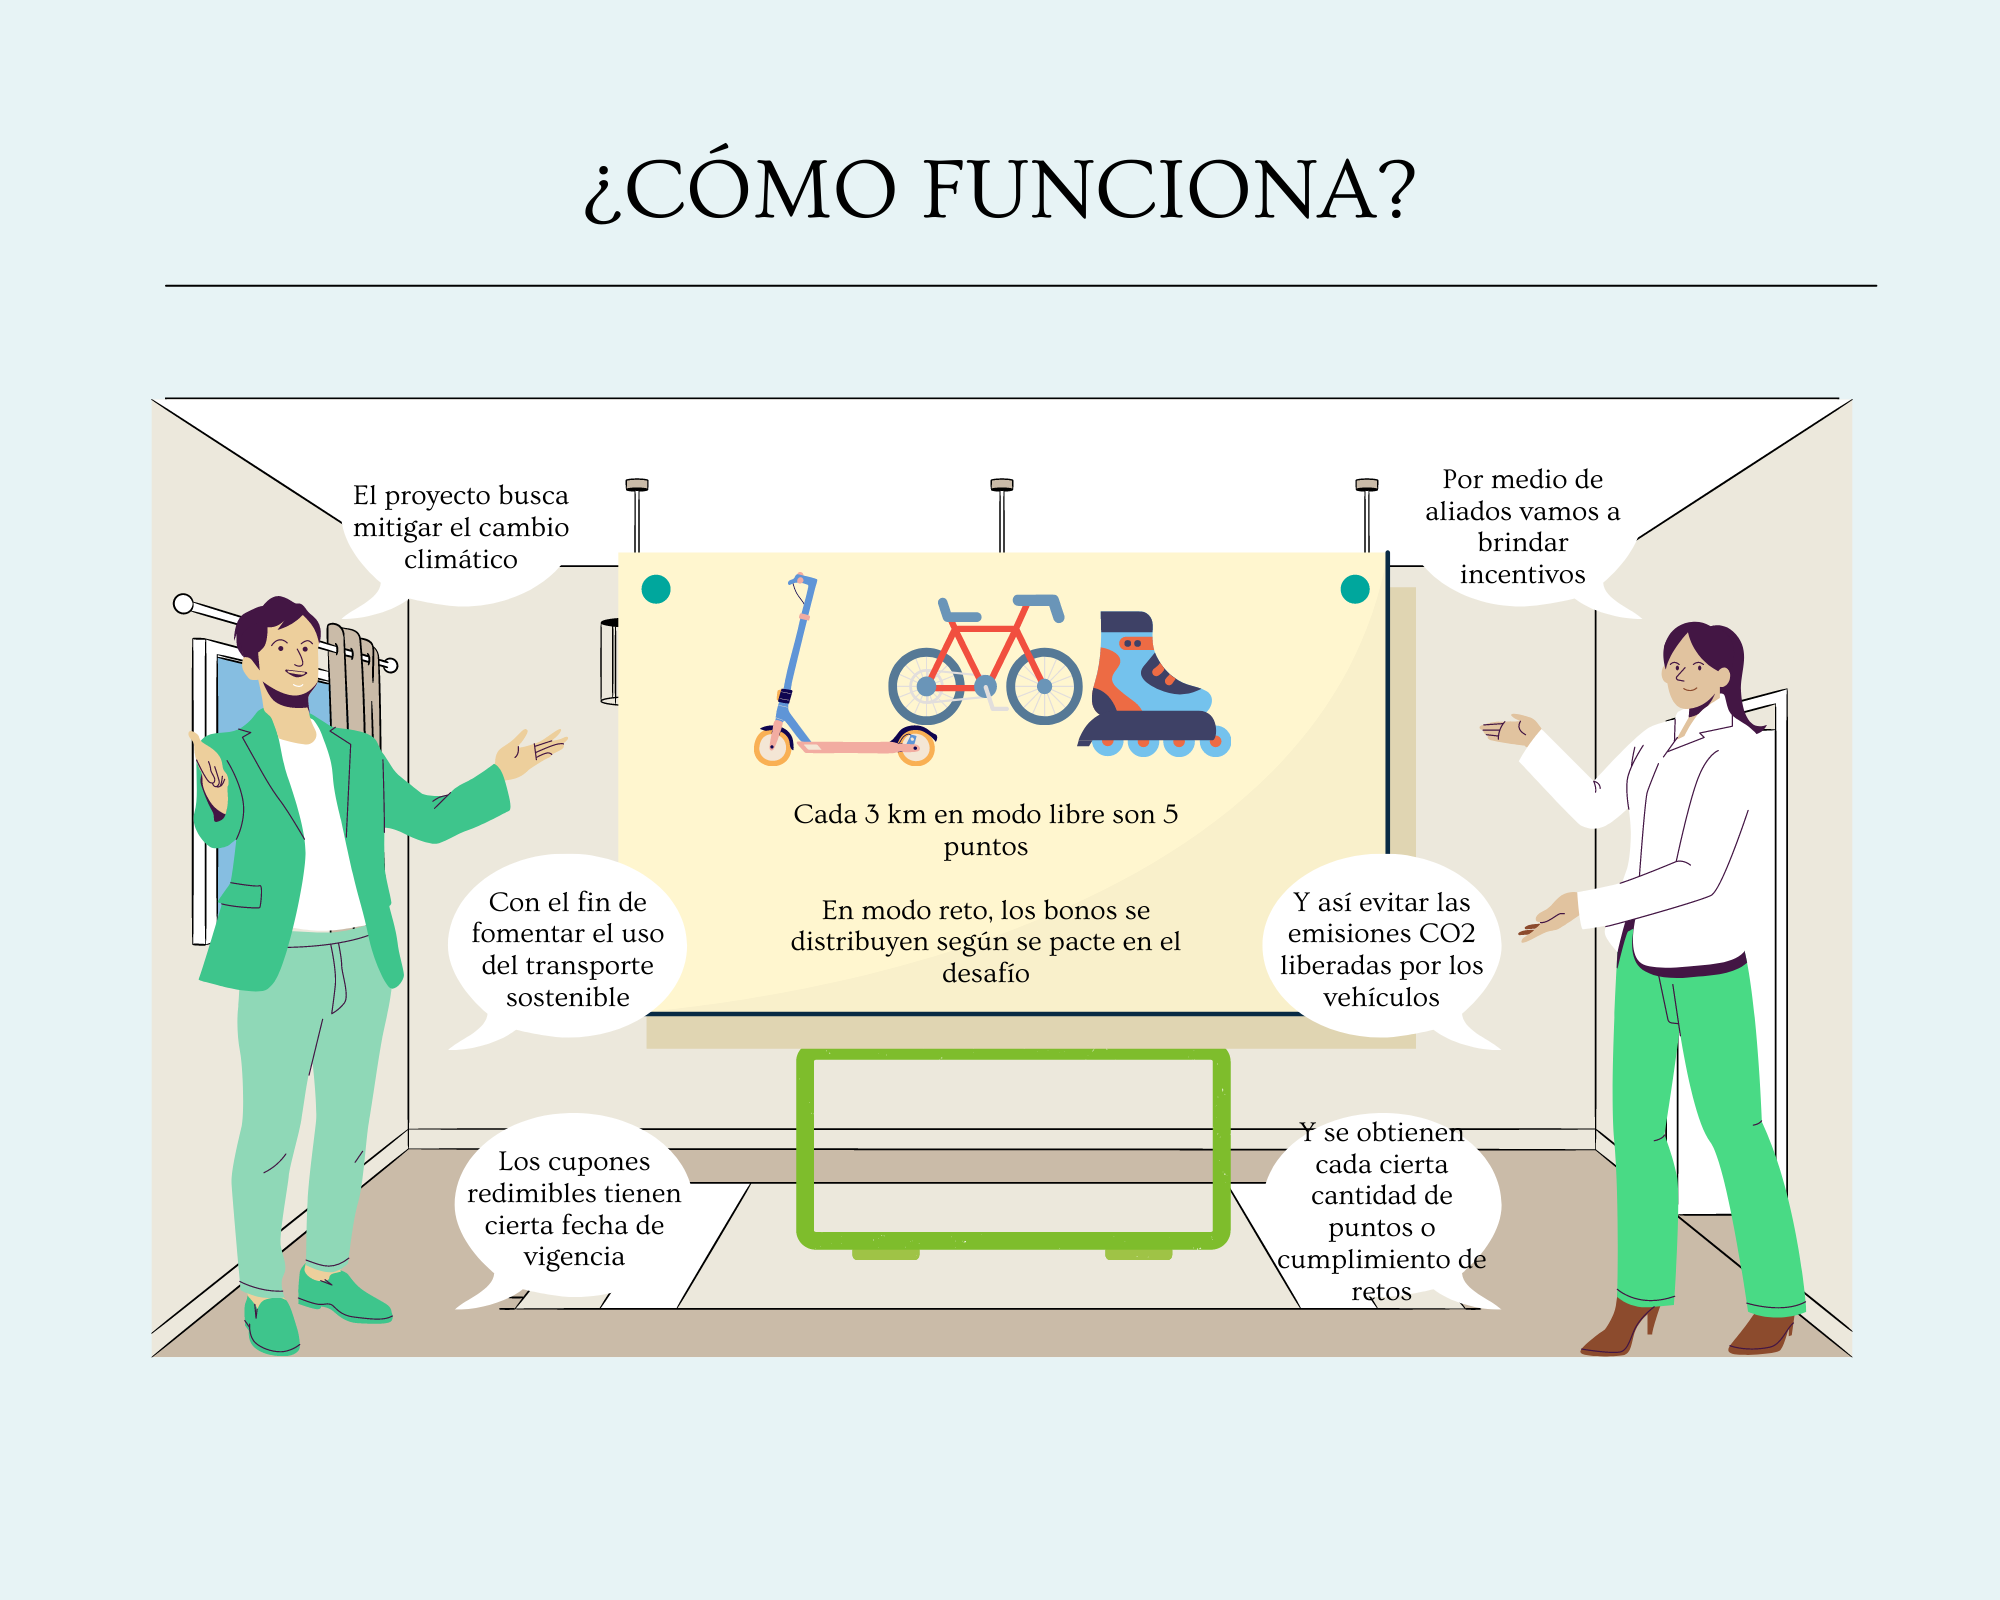 ¿CÓMO FUNCIONA?
El proyecto busca
mitigar el cambio
climático
Por medio de
aliados vamos a
brindar
incentivos
Con el fin de
fomentar el uso
del transporte
sostenible
Cada 3 km en modo libre son 5
puntos
En modo reto, los bonos se
distribuyen según se pacte en el
desafío
Y así evitar las
emisiones CO2
liberadas por los
vehículos
Los cupones
redimibles tienen
cierta fecha de
vigencia
Y se obtienen
cada cierta
cantidad de
puntos o
cumplimiento de
retos